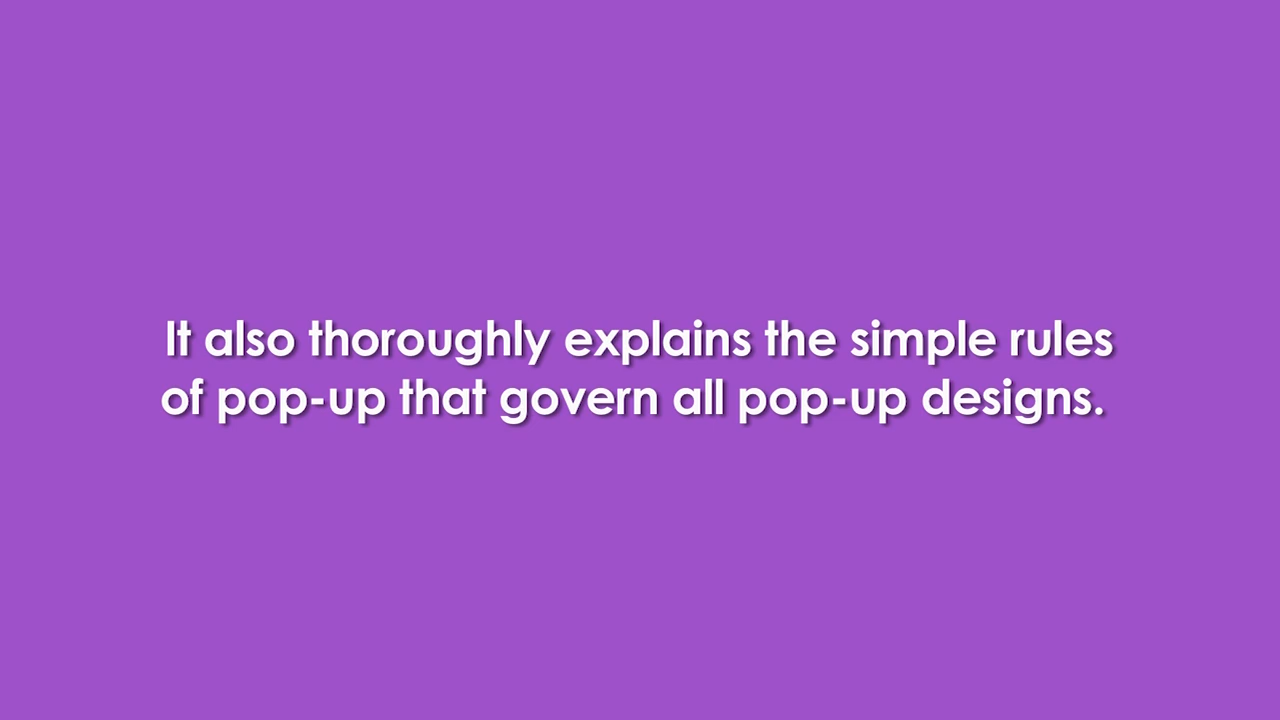 It also thoroughly explains the simple rules
of pop-up that govern all pop-up designs.